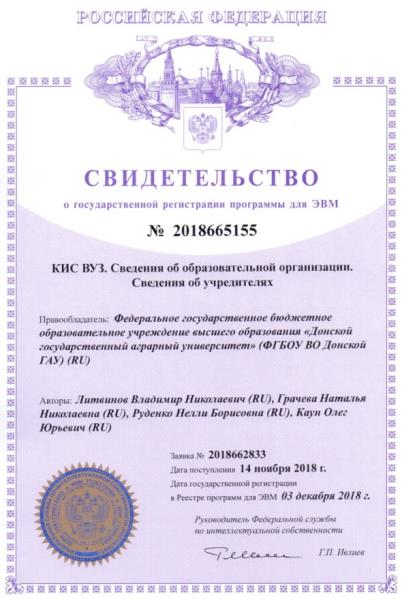 РОССИЙСКАЯ ФЕДЕРАЦИЯ
СВИДЕТЕЛЬСТВО
о государственной регистрации программы для ЭВМ
№ 2018665155
КИС ВУЗ. Сведения об образовательной организации.
Сведения об учредителях
Правообладатель: Федеральное государственное бюджетное
образовательное учреждение высшего образования «Донской
государственный аграрный университет» (ФГБОУ ВО Донской
ГАУ) (RU)
Авторы: Литвинов Владимир Николаевич (RU), Грачева Наталья
Николаевна (RU), Руденко Нелли Борисовна (RU), Каун Олег
Юрьевич (RU)
Заявка № 2018662833
Дата поступления 14 ноября 2018 г.
Дата государственной регистрации
в Реестре программ для ЭВМ 03 декабря 2018 г.
Руководитель Федеральной службы
по интеллектуальной собственности
Г.П. Ивлиев